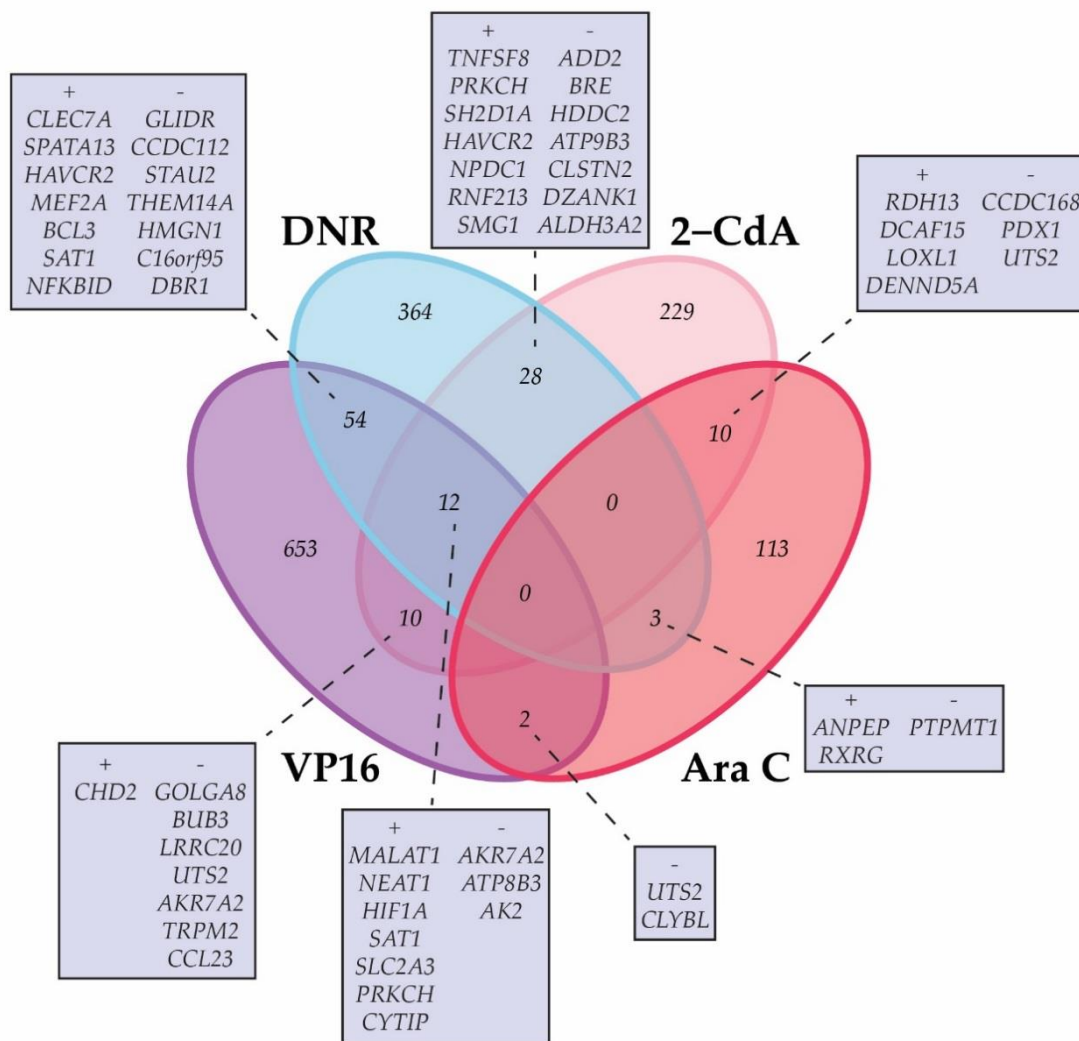 + -
TNFSF8 ADD2
PRKCH BRE
SH2D1A HDDC2
HAVCR2 ATP9B3
NPDC1 CLSTN2
RNF213 DZANK1
SMG1 ALDH3A2
+ -
CLEC7A GLIDR
SPATA13 CCDC112
HAVCR2 STAU2
MEF2A THEM14A
BCL3 HMGN1
SAT1 C16orf95
NFKBID DBR1
+ -
RDH13 CCDC168
DCAF15 PDX1
LOXL1 UTS2
DENND5A
DNR
2–CdA
364
229
28
54
10
12
0
653
113
0
10
3
2
VP16
Ara C
+ -
ANPEP PTPMT1
RXRG
+ -
CHD2 GOLGA8
BUB3
LRRC20
UTS2
AKR7A2
TRPM2
CCL23
+ -
MALAT1 AKR7A2
NEAT1 ATP8B3
HIF1A AK2
SAT1
SLC2A3
PRKCH
CYTIP
-
UTS2
CLYBL